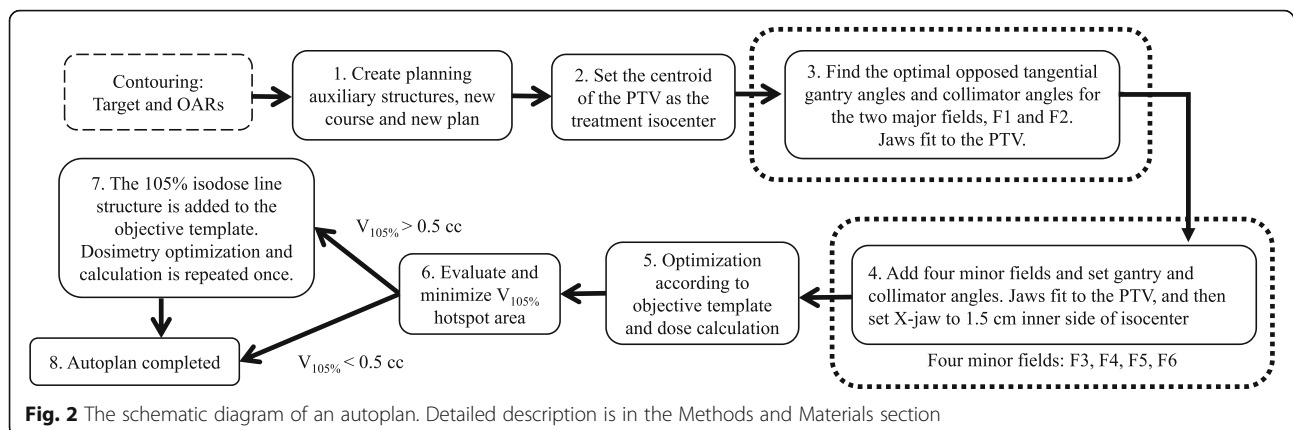 Contouring:
Target and OARs
1. Create planning
auxiliary structures, new
course and new plan
2. Set the centroid
of the PTV as the
treatment isocenter
3. Find the optimal opposed tangential
gantry angles and collimator angles for
the two major fields, F1 and F2.
Jaws fit to the PTV.
4. Add four minor fields and set gantry and
collimator angles. Jaws fit to the PTV, and then
set X-jaw to 1.5 cm inner side of isocenter
Four minor fields: F3, F4, F5, F6
5. Optimization
according to
objective template
and dose calculation
6. Evaluate and
minimize V105%
hotspot area
V105% > 0.5 cc
7. The 105% isodose line
structure is added to the
objective template.
Dosimetry optimization and
calculation is repeated once.
V105% < 0.5 cc
8. Autoplan completed
Fig. 2 The schematic diagram of an autoplan. Detailed description is in the Methods and Materials section